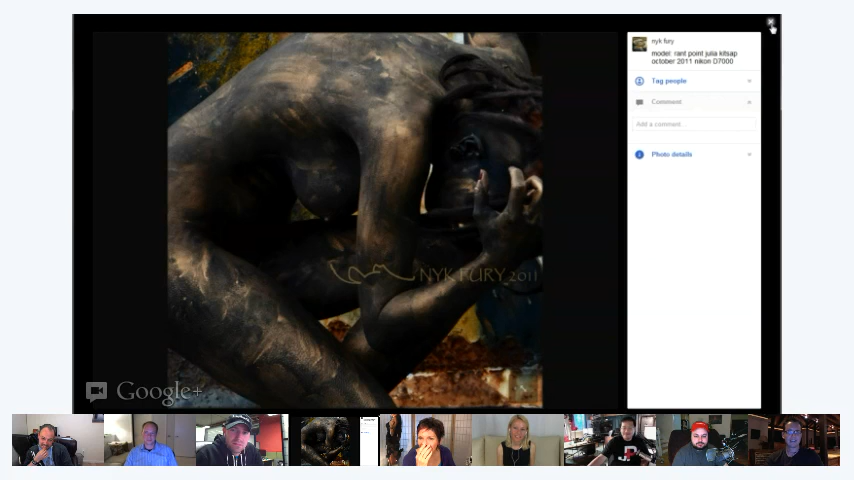 nyk fury
model: rant point julia kitsap
october 2011 nikon D7000
Tag people
Comment
Add a comment...
Photo details
NYK FURY 2011
Google+